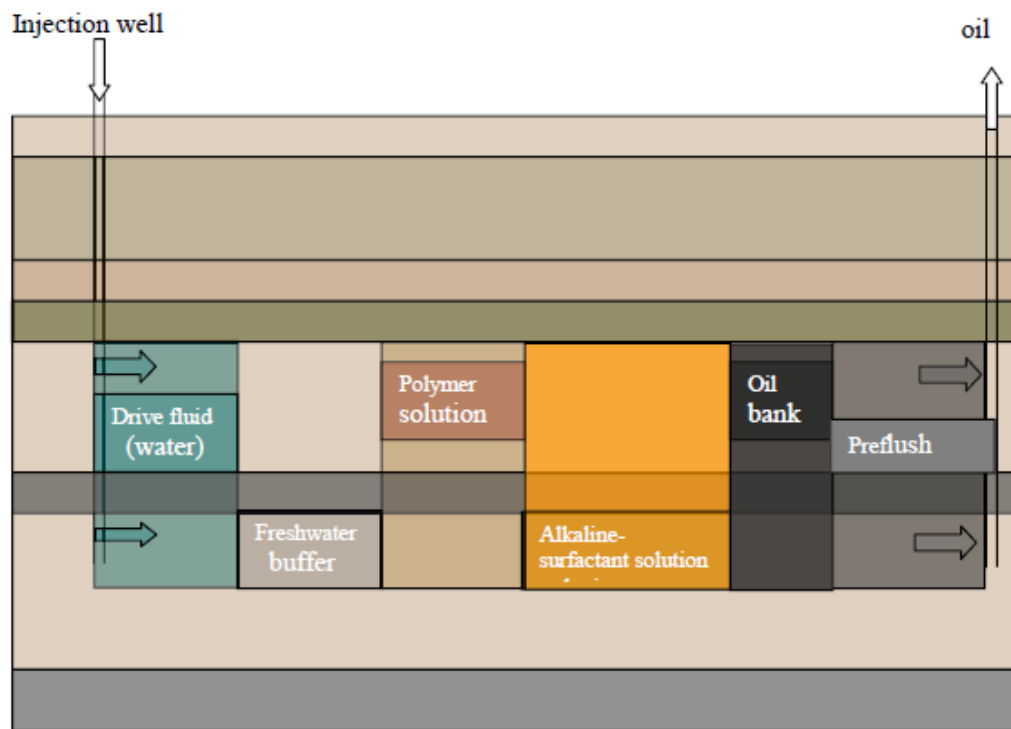 Injection well
oil
Drive fluid
(water)
Freshwater
buffer
Polymer
solution
Alkaline-
surfactant solution
Oil
bank
Preflush